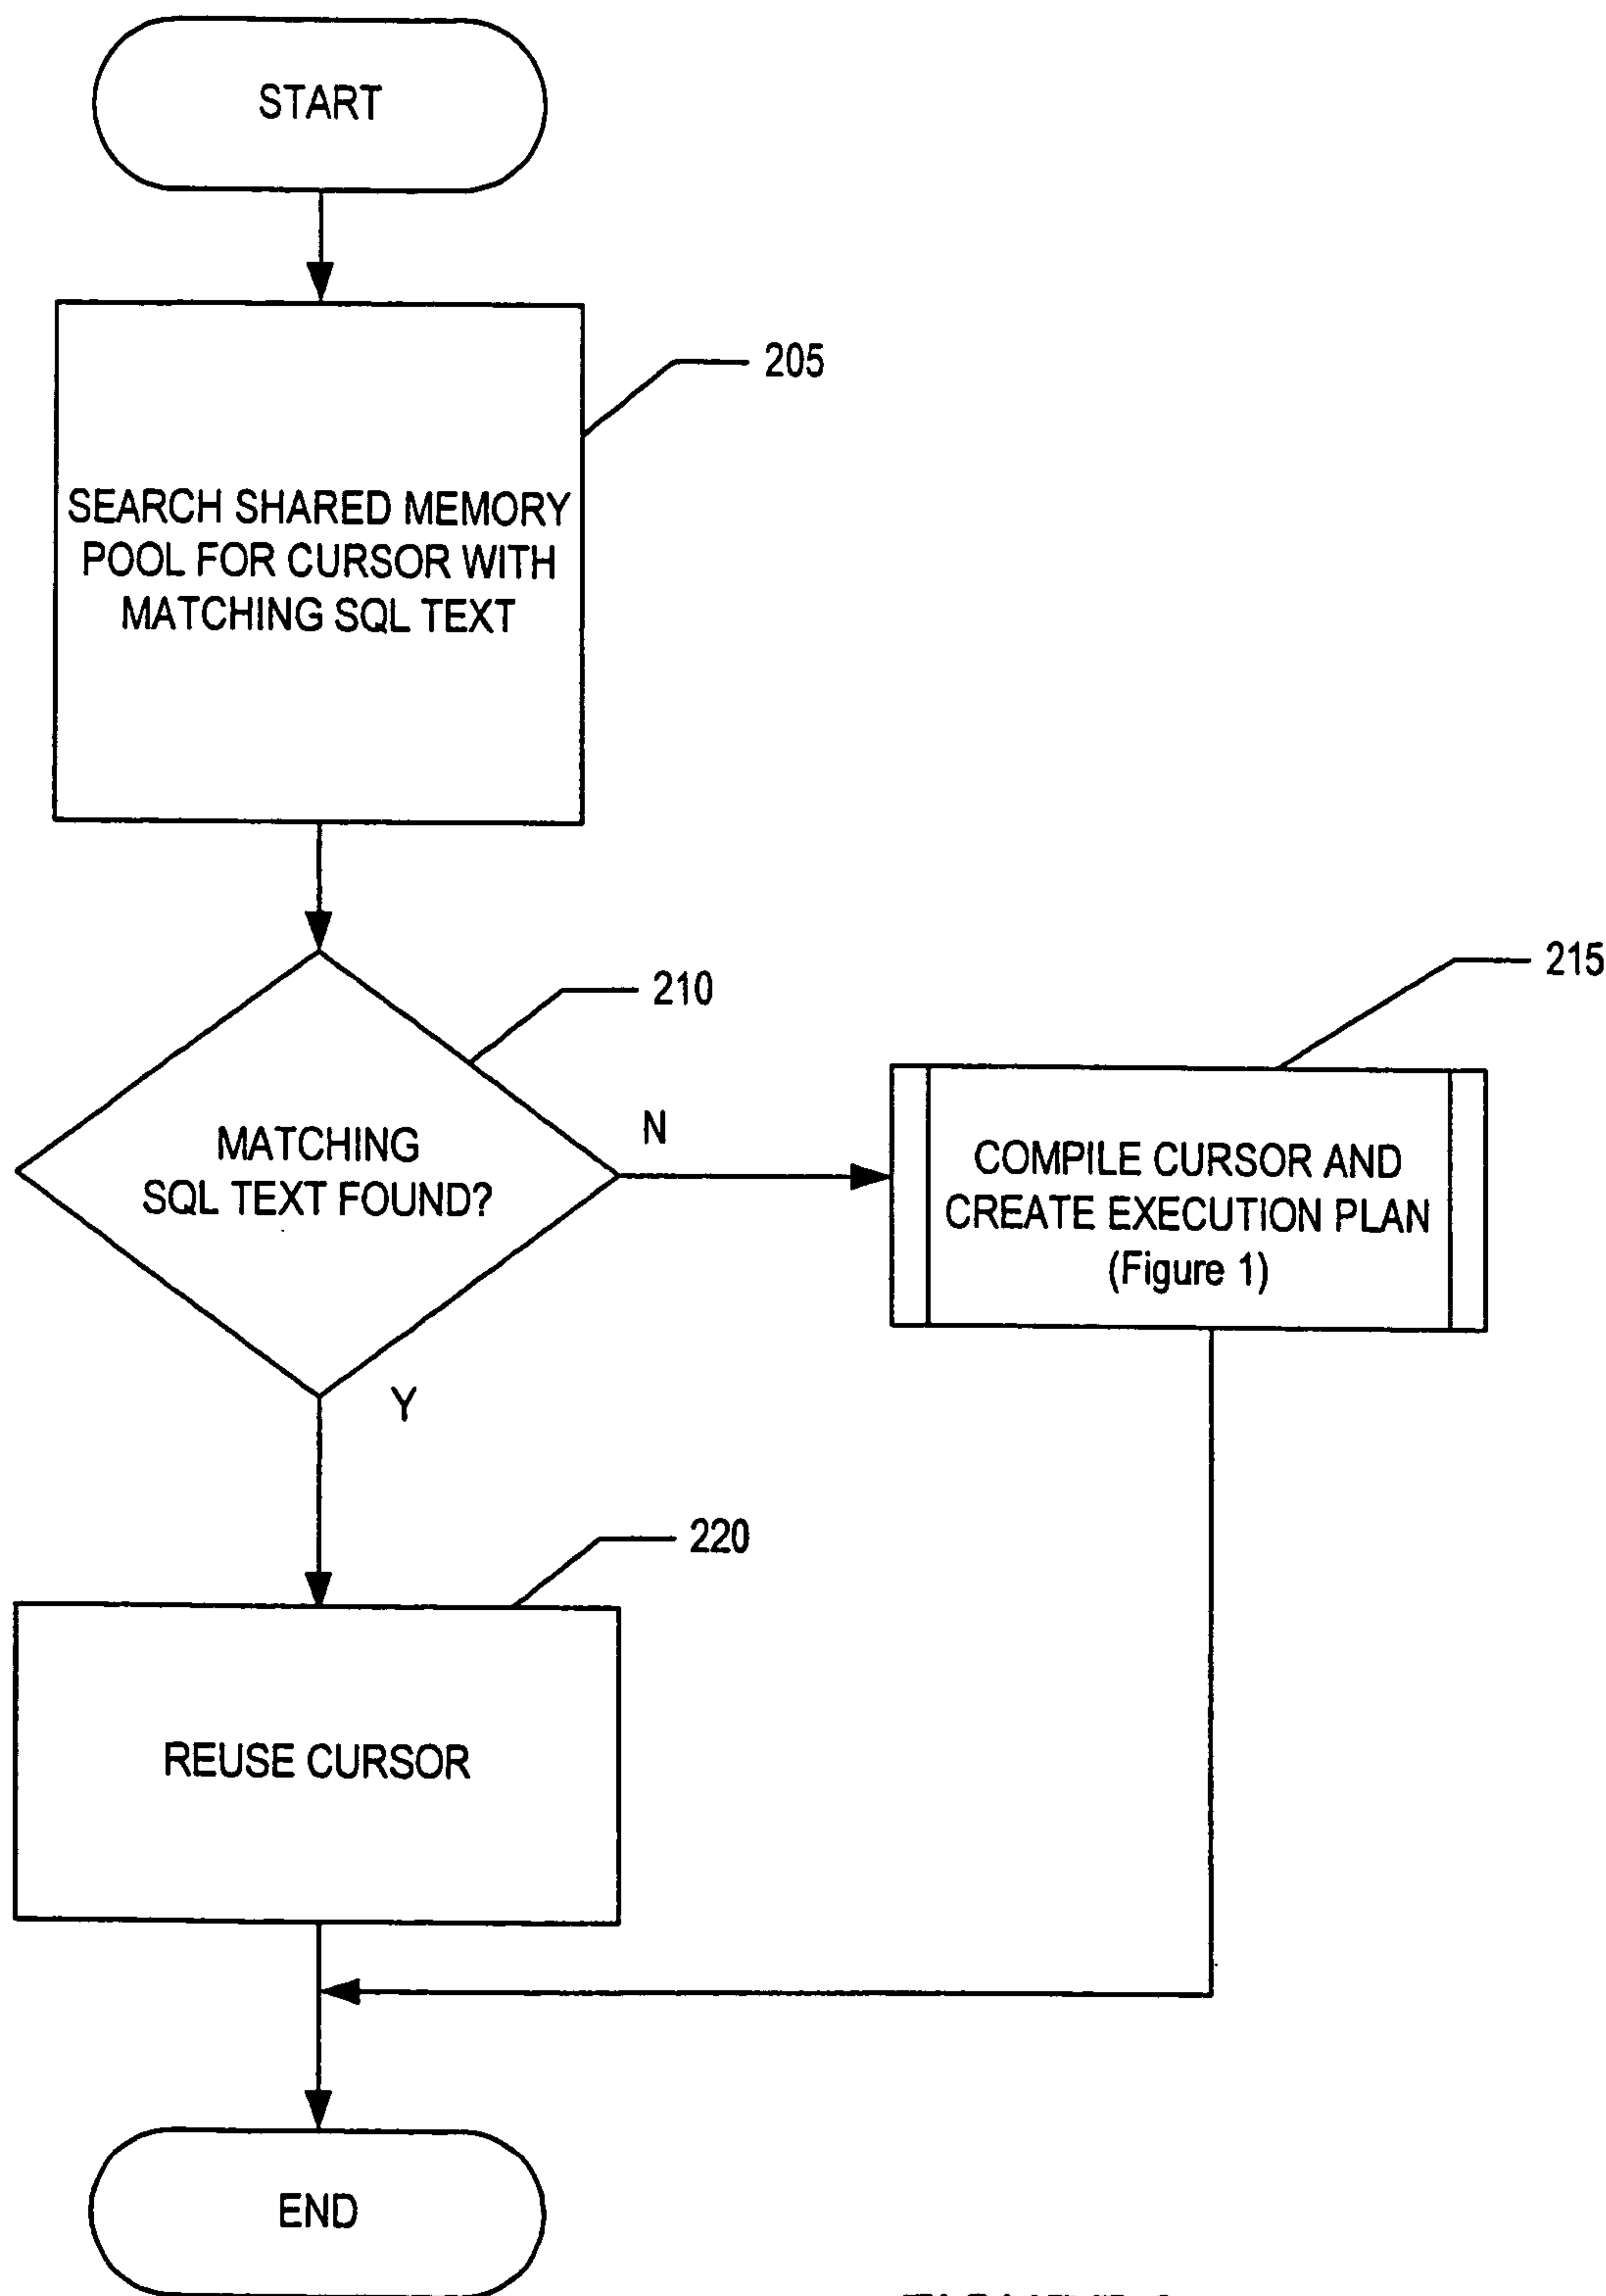 START
205
SEARCH SHARED MEMORY
POOL FOR CURSOR WITH
MATCHING SQL TEXT
210
215
MATCHING
SQL TEXT FOUND?
N
COMPILE CURSOR AND
CREATE EXECUTION PLAN
(Figure 1)
Y
220
REUSE CURSOR
END